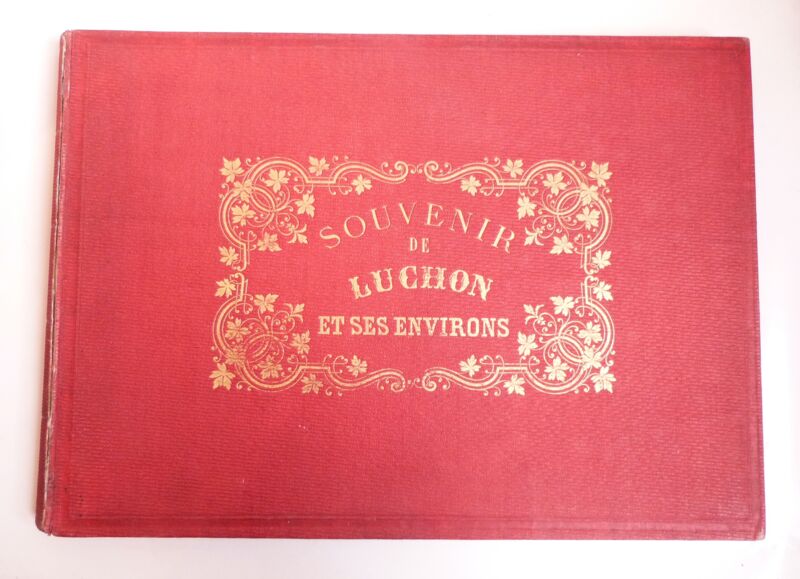 SOUVENIR
DE
LUCHON
ET SES ENVIRONS